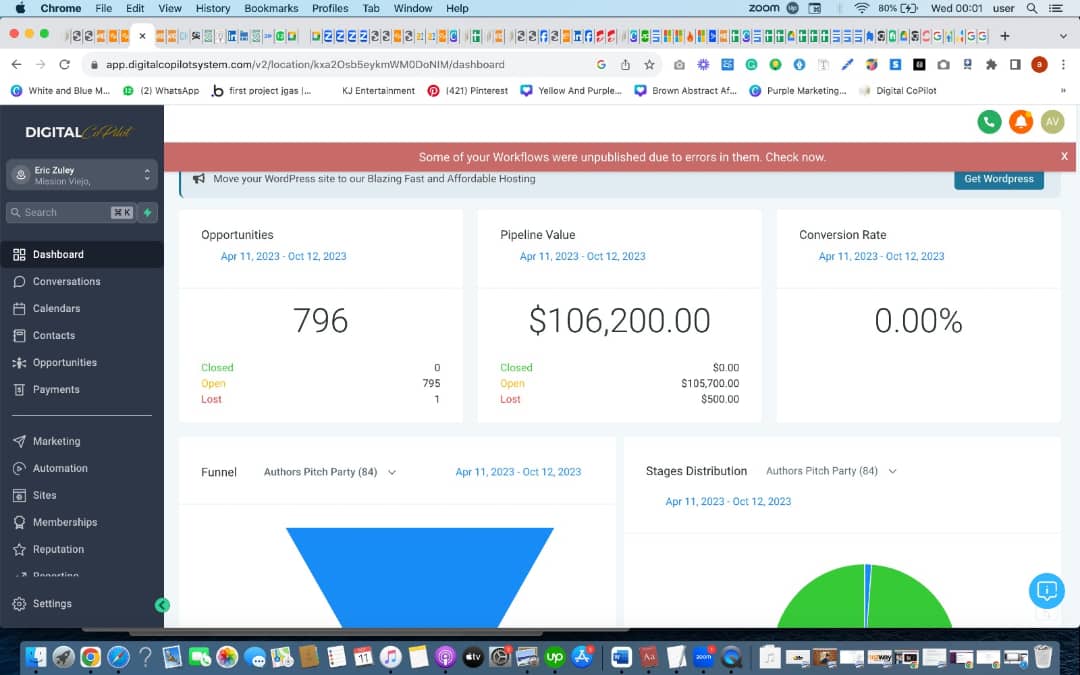 Chrome File Edit View History Bookmarks Profiles Tab Window Help zoom 80% Wed 00:01 user
app.digitalcopilotsystem.com/v2/location/kxa2Osb5eykmWM0DoNIM/dashboard
White and Blue M... (2) WhatsApp first project jgas |... KJ Entertainment (421) Pinterest Yellow And Purple... Brown Abstract Af... Purple Marketing... Digital CoPilot »
DIGITAL CoPilot
AV
Some of your Workflows were unpublished due to errors in them. Check now. X
Eric Zuley
Mission Viejo,
Move your WordPress site to our Blazing Fast and Affordable Hosting
Get Wordpress
Search ⌘ K
Dashboard
Conversations
Calendars
Contacts
Opportunities
Payments
Marketing
Automation
Sites
Memberships
Reputation
Reporting
Settings
Opportunities
Apr 11, 2023 - Oct 12, 2023
796
Closed 0
Open 795
Lost 1
Pipeline Value
Apr 11, 2023 - Oct 12, 2023
$106,200.00
Closed $0.00
Open $105,700.00
Lost $500.00
Conversion Rate
Apr 11, 2023 - Oct 12, 2023
0.00%
Funnel Authors Pitch Party (84) Apr 11, 2023 - Oct 12, 2023
Stages Distribution Authors Pitch Party (84)
Apr 11, 2023 - Oct 12, 2023